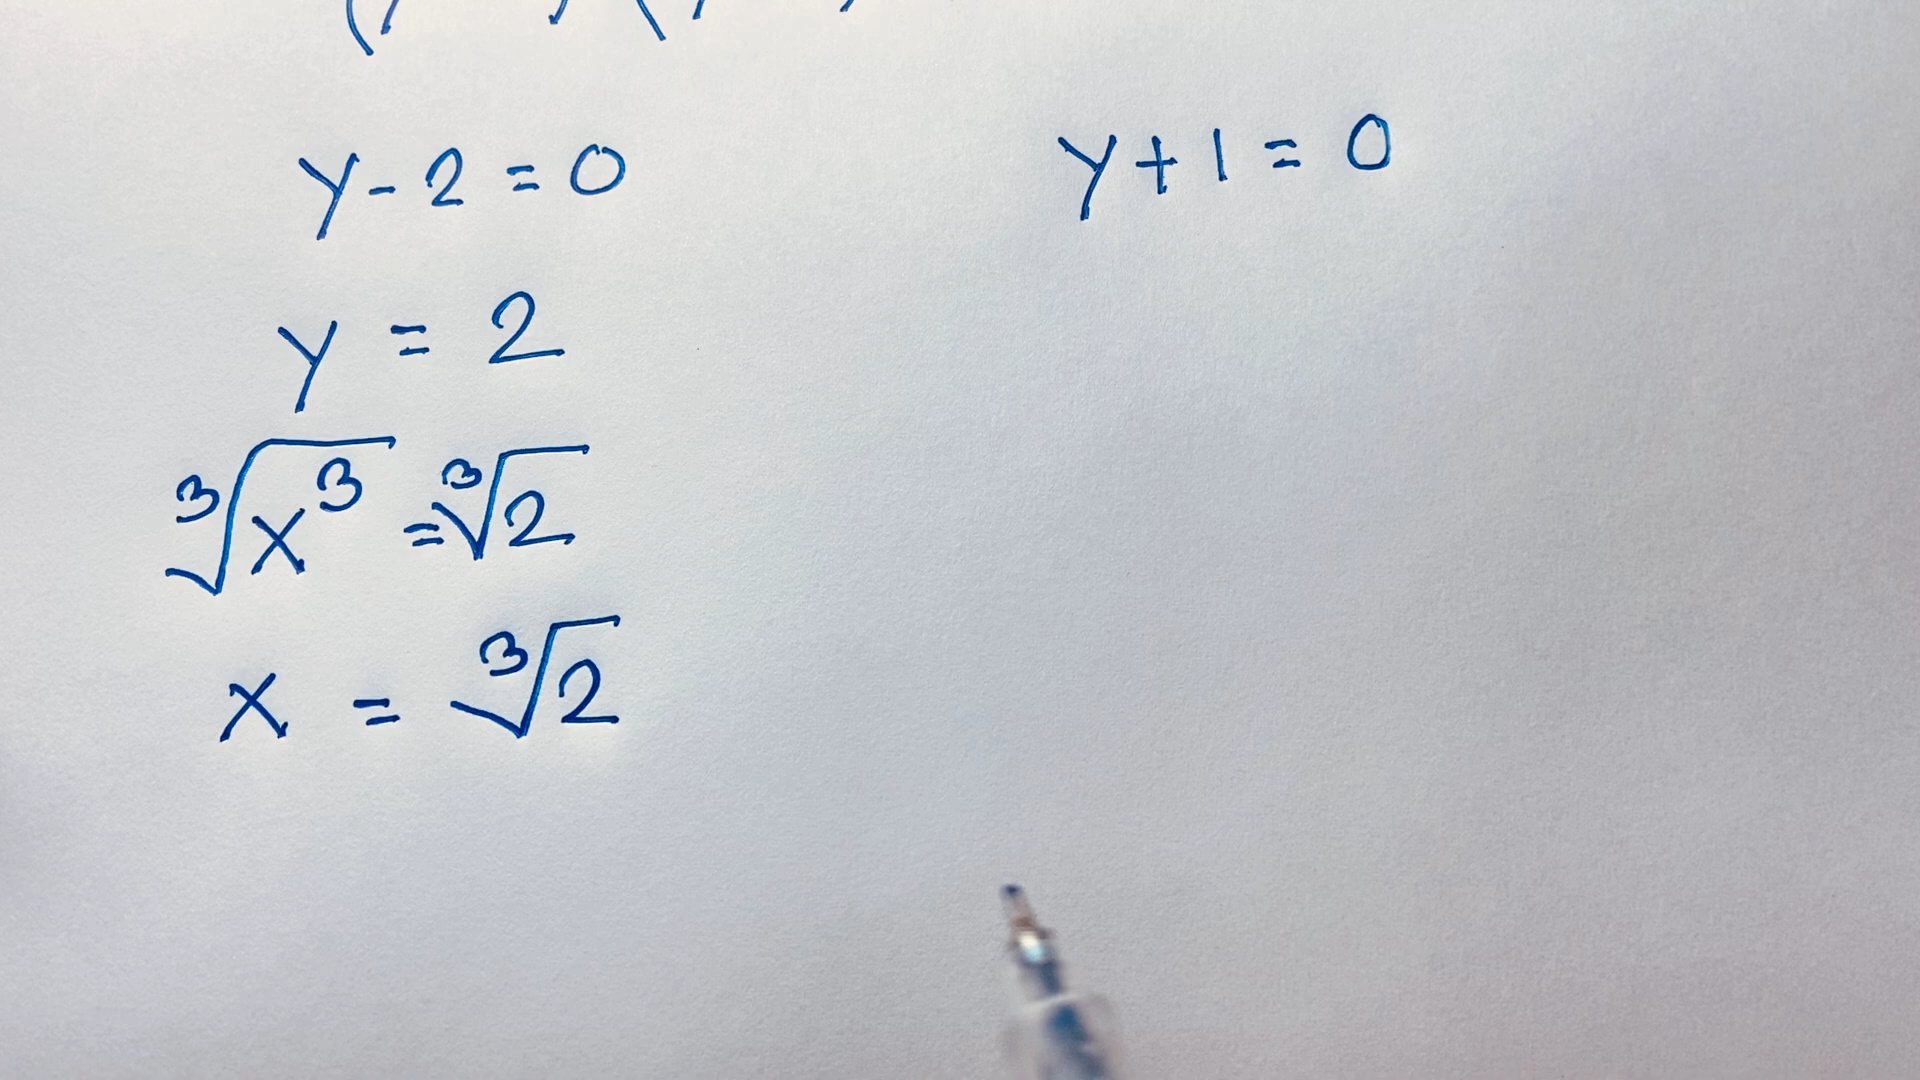 y - 2 = 0
y + 1 = 0
y = 2
∛x³ = ∛2
x = ∛2